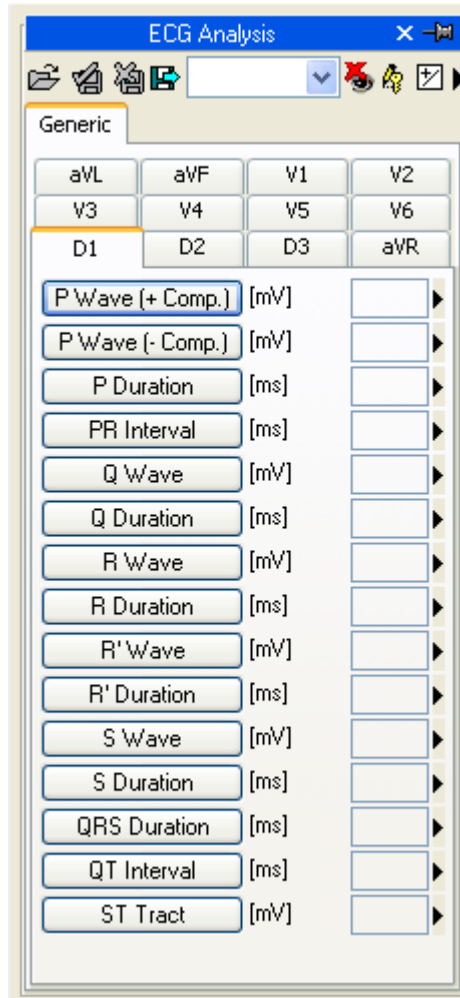 ECG Analysis
Generic
aVL aVF V1 V2
V3 V4 V5 V6
D1 D2 D3 aVR
P Wave (+ Comp.) [mV]
P Wave (- Comp.) [mV]
P Duration [ms]
PR Interval [ms]
Q Wave [mV]
Q Duration [ms]
R Wave [mV]
R Duration [ms]
R' Wave [mV]
R' Duration [ms]
S Wave [mV]
S Duration [ms]
QRS Duration [ms]
QT Interval [ms]
ST Tract [mV]